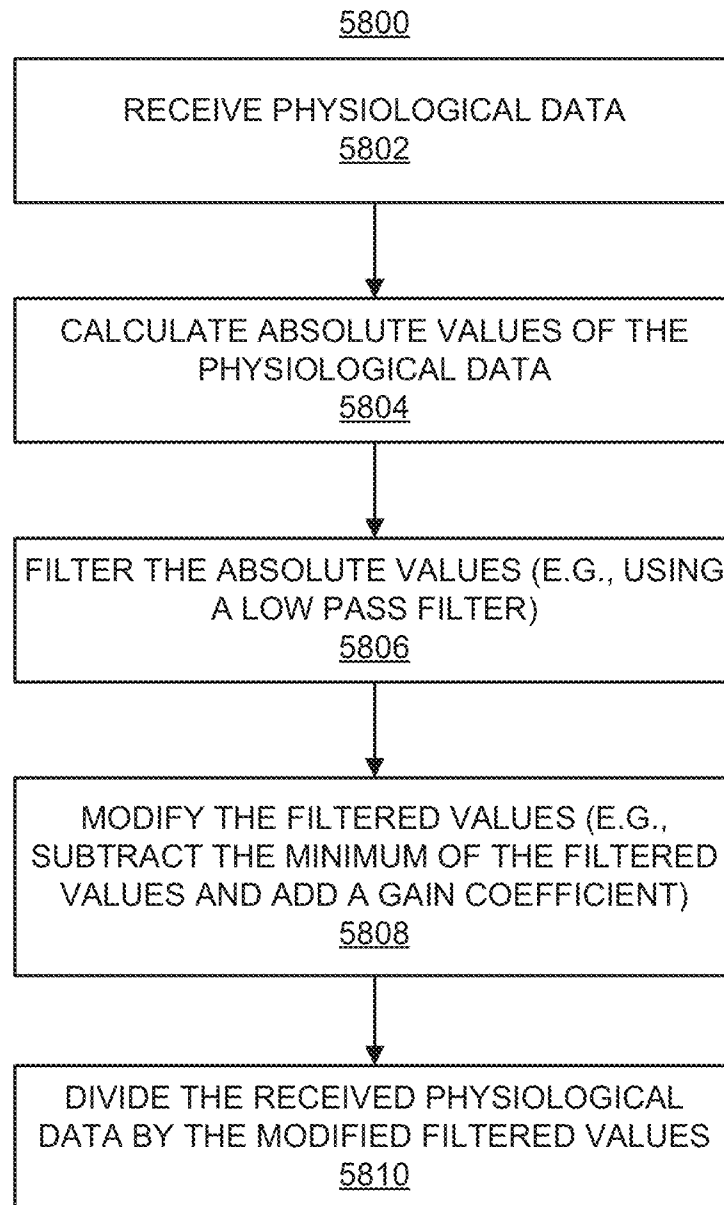 5800
RECEIVE PHYSIOLOGICAL DATA
5802
CALCULATE ABSOLUTE VALUES OF THE
PHYSIOLOGICAL DATA
5804
FILTER THE ABSOLUTE VALUES (E.G., USING
A LOW PASS FILTER)
5806
MODIFY THE FILTERED VALUES (E.G.,
SUBTRACT THE MINIMUM OF THE FILTERED
VALUES AND ADD A GAIN COEFFICIENT)
5808
DIVIDE THE RECEIVED PHYSIOLOGICAL
DATA BY THE MODIFIED FILTERED VALUES
5810